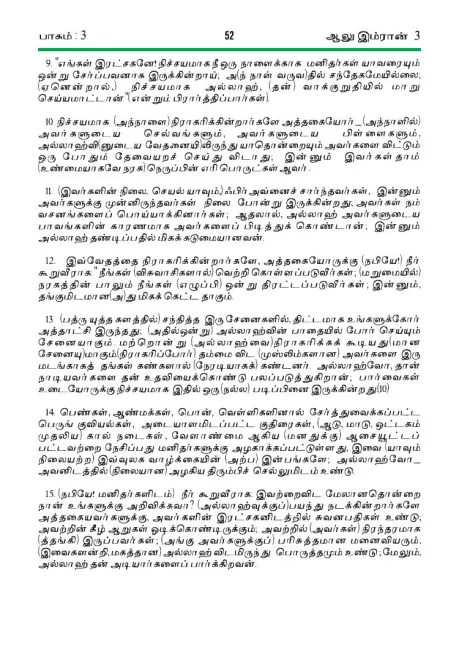 பாகம் : 3 52 ஆலு இம்ரான் 3
9. "எங்கள் இரட்சகனே! நிச்சயமாக நீ ஒரு நாளைக்காக மனிதர்கள் யாவரையும்
ஒன்று சேர்ப்பவனாக இருக்கின்றாய்; அ(ந் நாள் வருவ)தில் சந்தேகமேயில்லை;
(ஏனென்றால்,) நிச்சயமாக அல்லாஹ், (தன்) வாக்குறுதியில் மாறு
செய்யமாட்டான்" (என்றும் பிரார்த்திப்பார்கள்).
10. நிச்சயமாக (அந்நாளை) நிராகரிக்கின்றார்களே அத்தகையோர் _ (அந்நாளில்)
அவர்களுடைய செல்வங்களும், அவர்களுடைய பிள்ளைகளும்,
அல்லாஹ்வி(னுடைய வேதனையி)லிருந்து யாதொன்றையும் அவர்களை விட்டும்
ஒரு போதும் தேவையறச் செய்து விடாது; இன்னும் இவர்கள் தாம்
(உண்மையாகவே நரக) நெருப்பின் எரி பொருட்கள் ஆவர்.
11. (இவர்களின் நிலை, செயல் யாவும்,) ஃபிர்அவ்னைச் சார்ந்தவர்கள், இன்னும்
அவர்களுக்கு முன்னிருந்தவர்கள் நிலை போன்று இருக்கின்றது; அவர்கள் நம்
வசனங்களைப் பொய்யாக்கினார்கள்; ஆதலால், அல்லாஹ் அவர்களுடைய
பாவங்களின் காரணமாக அவர்களைப் பிடித்துக் கொண்டான்; இன்னும்
அல்லாஹ் தண்டிப்பதில் மிகக் கடுமையானவன்.
12. இவ்வேதத்தை நிராகரிக்கின்றார்களே, அத்தகையோருக்கு (நபியே!) நீர்
கூறுவீராக: "நீங்கள் (விசுவாசிகளால்) வெற்றி கொள்ளப்படுவீர்கள்; (மறுமையில்)
நரகத்தின் பாலும் நீங்கள் (எழுப்பி) ஒன்று திரட்டப்படுவீர்கள்; இன்னும்,
தங்குமிடமான(அ)து மிகக் கெட்டதாகும்.
13. (பத்ரு யுத்த களத்தில்) சந்தித்த இரு சேனைகளில், திட்டமாக உங்களுக்கோர்
அத்தாட்சி இருந்தது; (அதில்ஒன்று) அல்லாஹ்வின் பாதையில் போர் செய்யும்
சேனையாகும். மற்றொன்று (அல்லாஹ்வை)நிராகரிக்கக் கூடியது(மான
சேனையு)மாகும்(நிராகரிப்போர்) தம்மை விட (முஸ்லிம்களான) அவர்களை இரு
மடங்காகத் தங்கள் கண்களால் (நேரடியாகக்) கண்டனர். அல்லாஹ்வோ, தான்
நாடியவர்களை தன் உதவியைக்கொண்டு பலப்படுத்துகிறான்; பார்வைகள்
உடையோருக்கு நிச்சயமாக இதில் ஒரு (நல்ல) படிப்பினை இருக்கின்றது(10)
14. பெண்கள், ஆண்மக்கள், பொன், வெள்ளிகளினால் சேர்த்துவைக்கப்பட்ட
பெருங் குவியல்கள், அடையாளமிடப்பட்ட குதிரைகள், (ஆடு, மாடு, ஒட்டகம்
முதலிய) கால் நடைகள், வேளாண்மை ஆகிய (மனதுக்கு) ஆசையூட்டப்
பட்டவற்றை நேசிப்பது மனிதர்களுக்கு அழகாக்கப்பட்டுள்ளது, இவை (யாவும்
நிலையற்ற) இவ்வுலக வாழ்க்கையின் (அற்ப) இன்பங்களே; அல்லாஹ்வோ _
அவனிடத்தில் (நிலையான) அழகிய திரும்பிச் செல்லுமிடம் உண்டு.
15. (நபியே! மனிதர்களிடம்) நீர் கூறுவீராக. இவற்றைவிட மேலானதொன்றை
நான் உங்களுக்கு அறிவிக்கவா? (அல்லாஹ்வுக்குப்)பயந்து நடக்கின்றார்களே
அத்தகையவர்களுக்கு, அவர்களின் இரட்சகனிடத்தில் சுவனபதிகள் உண்டு;
அவற்றின் கீழ் ஆறுகள் ஓடிக்கொண்டிருக்கும்; அவற்றில் (அவர்கள்) நிரந்தரமாக
(த்தங்கி) இருப்பவர்கள்; (அங்கு அவர்களுக்குப்) பரிசுத்தமான மனைவியரும்,
(இவைகளன்றி,மகத்தான) அல்லாஹ்விடமிருந்து பொருத்தமும் உண்டு; மேலும்,
அல்லாஹ் தன் அடியார்களைப் பார்க்கிறவன்.